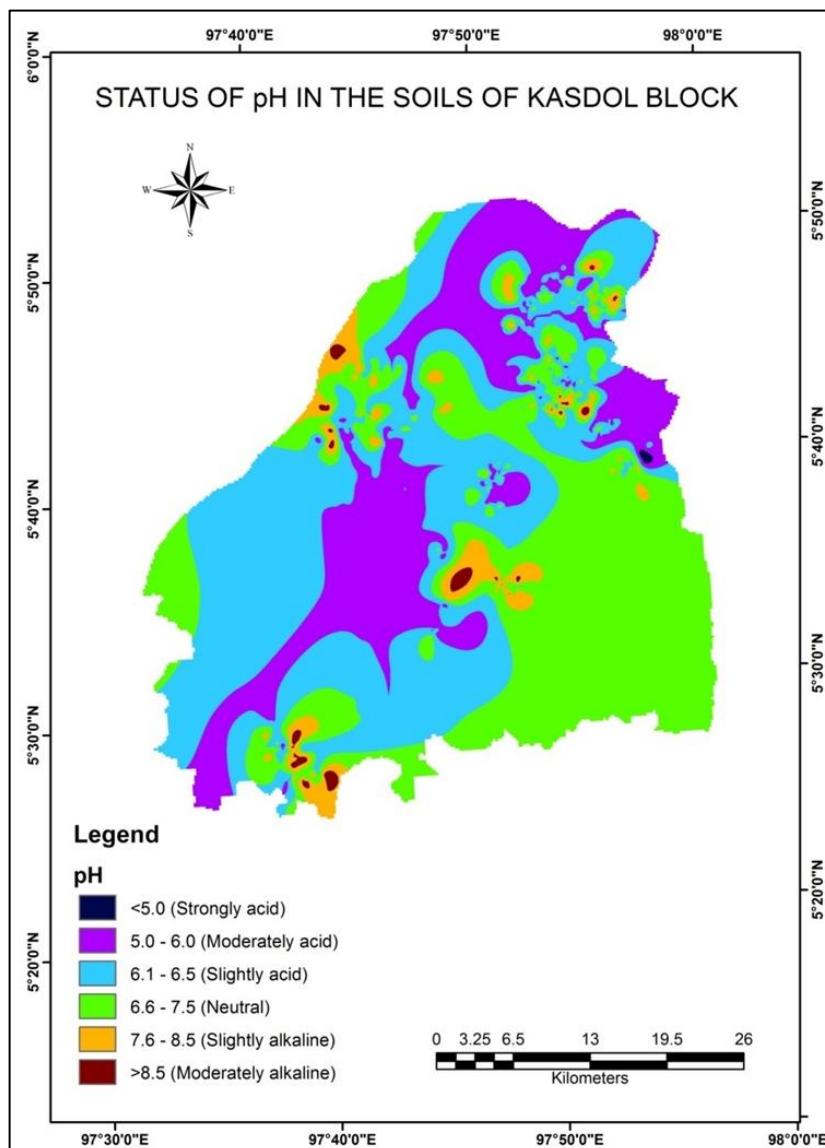 97°40'0"E 97°50'0"E 98°0'0"E
6°0'0"N
STATUS OF pH IN THE SOILS OF KASDOL BLOCK
N
W E
S
5°50'0"N
5°50'0"N
5°40'0"N
5°40'0"N
5°30'0"N
5°30'0"N
5°20'0"N
5°20'0"N
Legend
pH
<5.0 (Strongly acid)
5.0 - 6.0 (Moderately acid)
6.1 - 6.5 (Slightly acid)
6.6 - 7.5 (Neutral)
7.6 - 8.5 (Slightly alkaline)
>8.5 (Moderately alkaline)
0 3.25 6.5 13 19.5 26
Kilometers
97°30'0"E 97°40'0"E 97°50'0"E 98°0'0"E